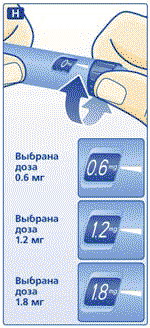 H
0
Выбрана
доза
0.6 мг
0.6 mg
Выбрана
доза
1.2 мг
1.2 mg
Выбрана
доза
1.8 мг
1.8 mg